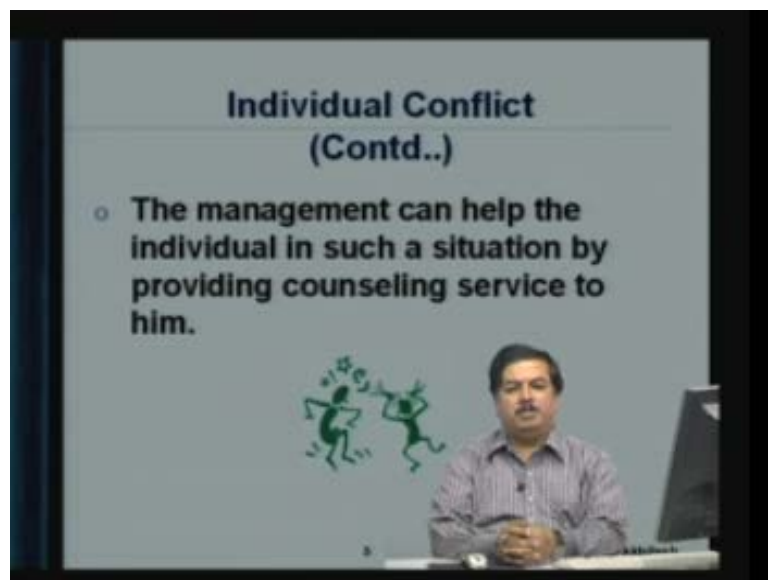 Individual Conflict
(Contd..)
The management can help the
individual in such a situation by
providing counseling service to
him.